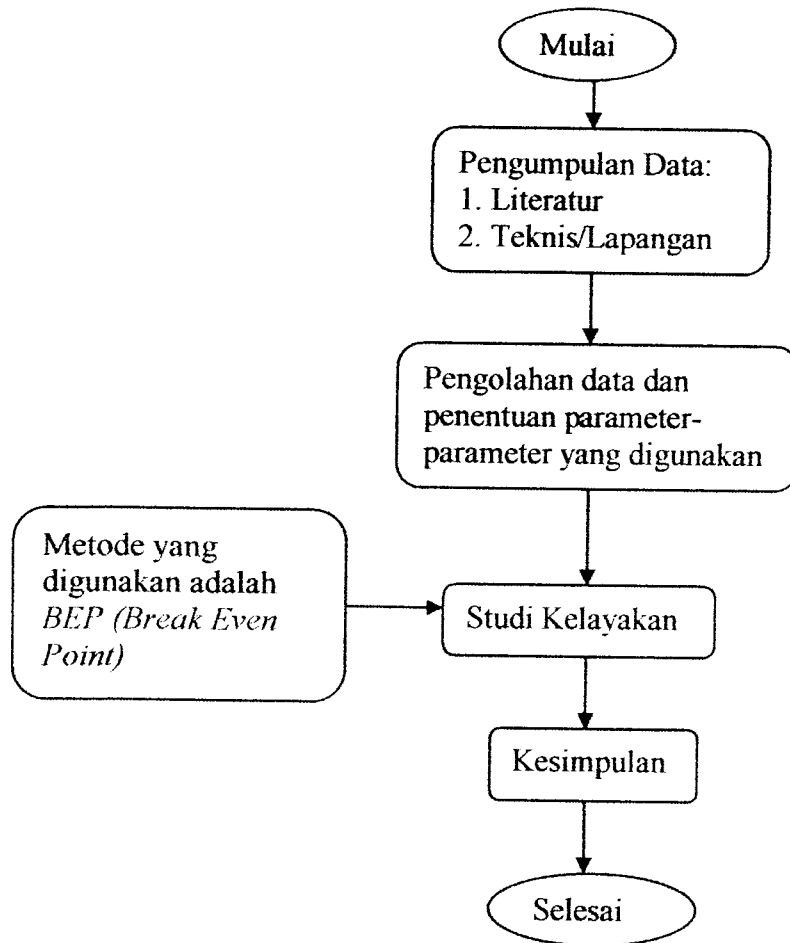 Mulai
Pengumpulan Data:
1. Literatur
2. Teknis/Lapangan
Pengolahan data dan
penentuan parameter-
parameter yang digunakan
Metode yang
digunakan adalah
BEP (Break Even
Point)
Studi Kelayakan
Kesimpulan
Selesai